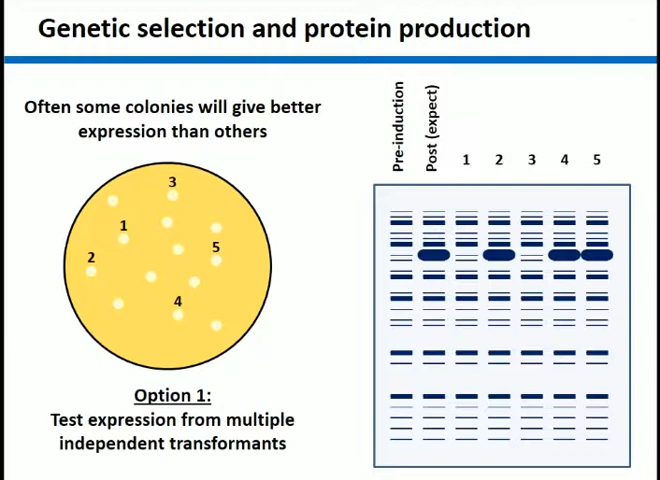 Genetic selection and protein production
Often some colonies will give better
expression than others
3
1
5
2
4
Option 1:
Test expression from multiple
independent transformants
Pre-induction
Post (expect)
1 2 3 4 5